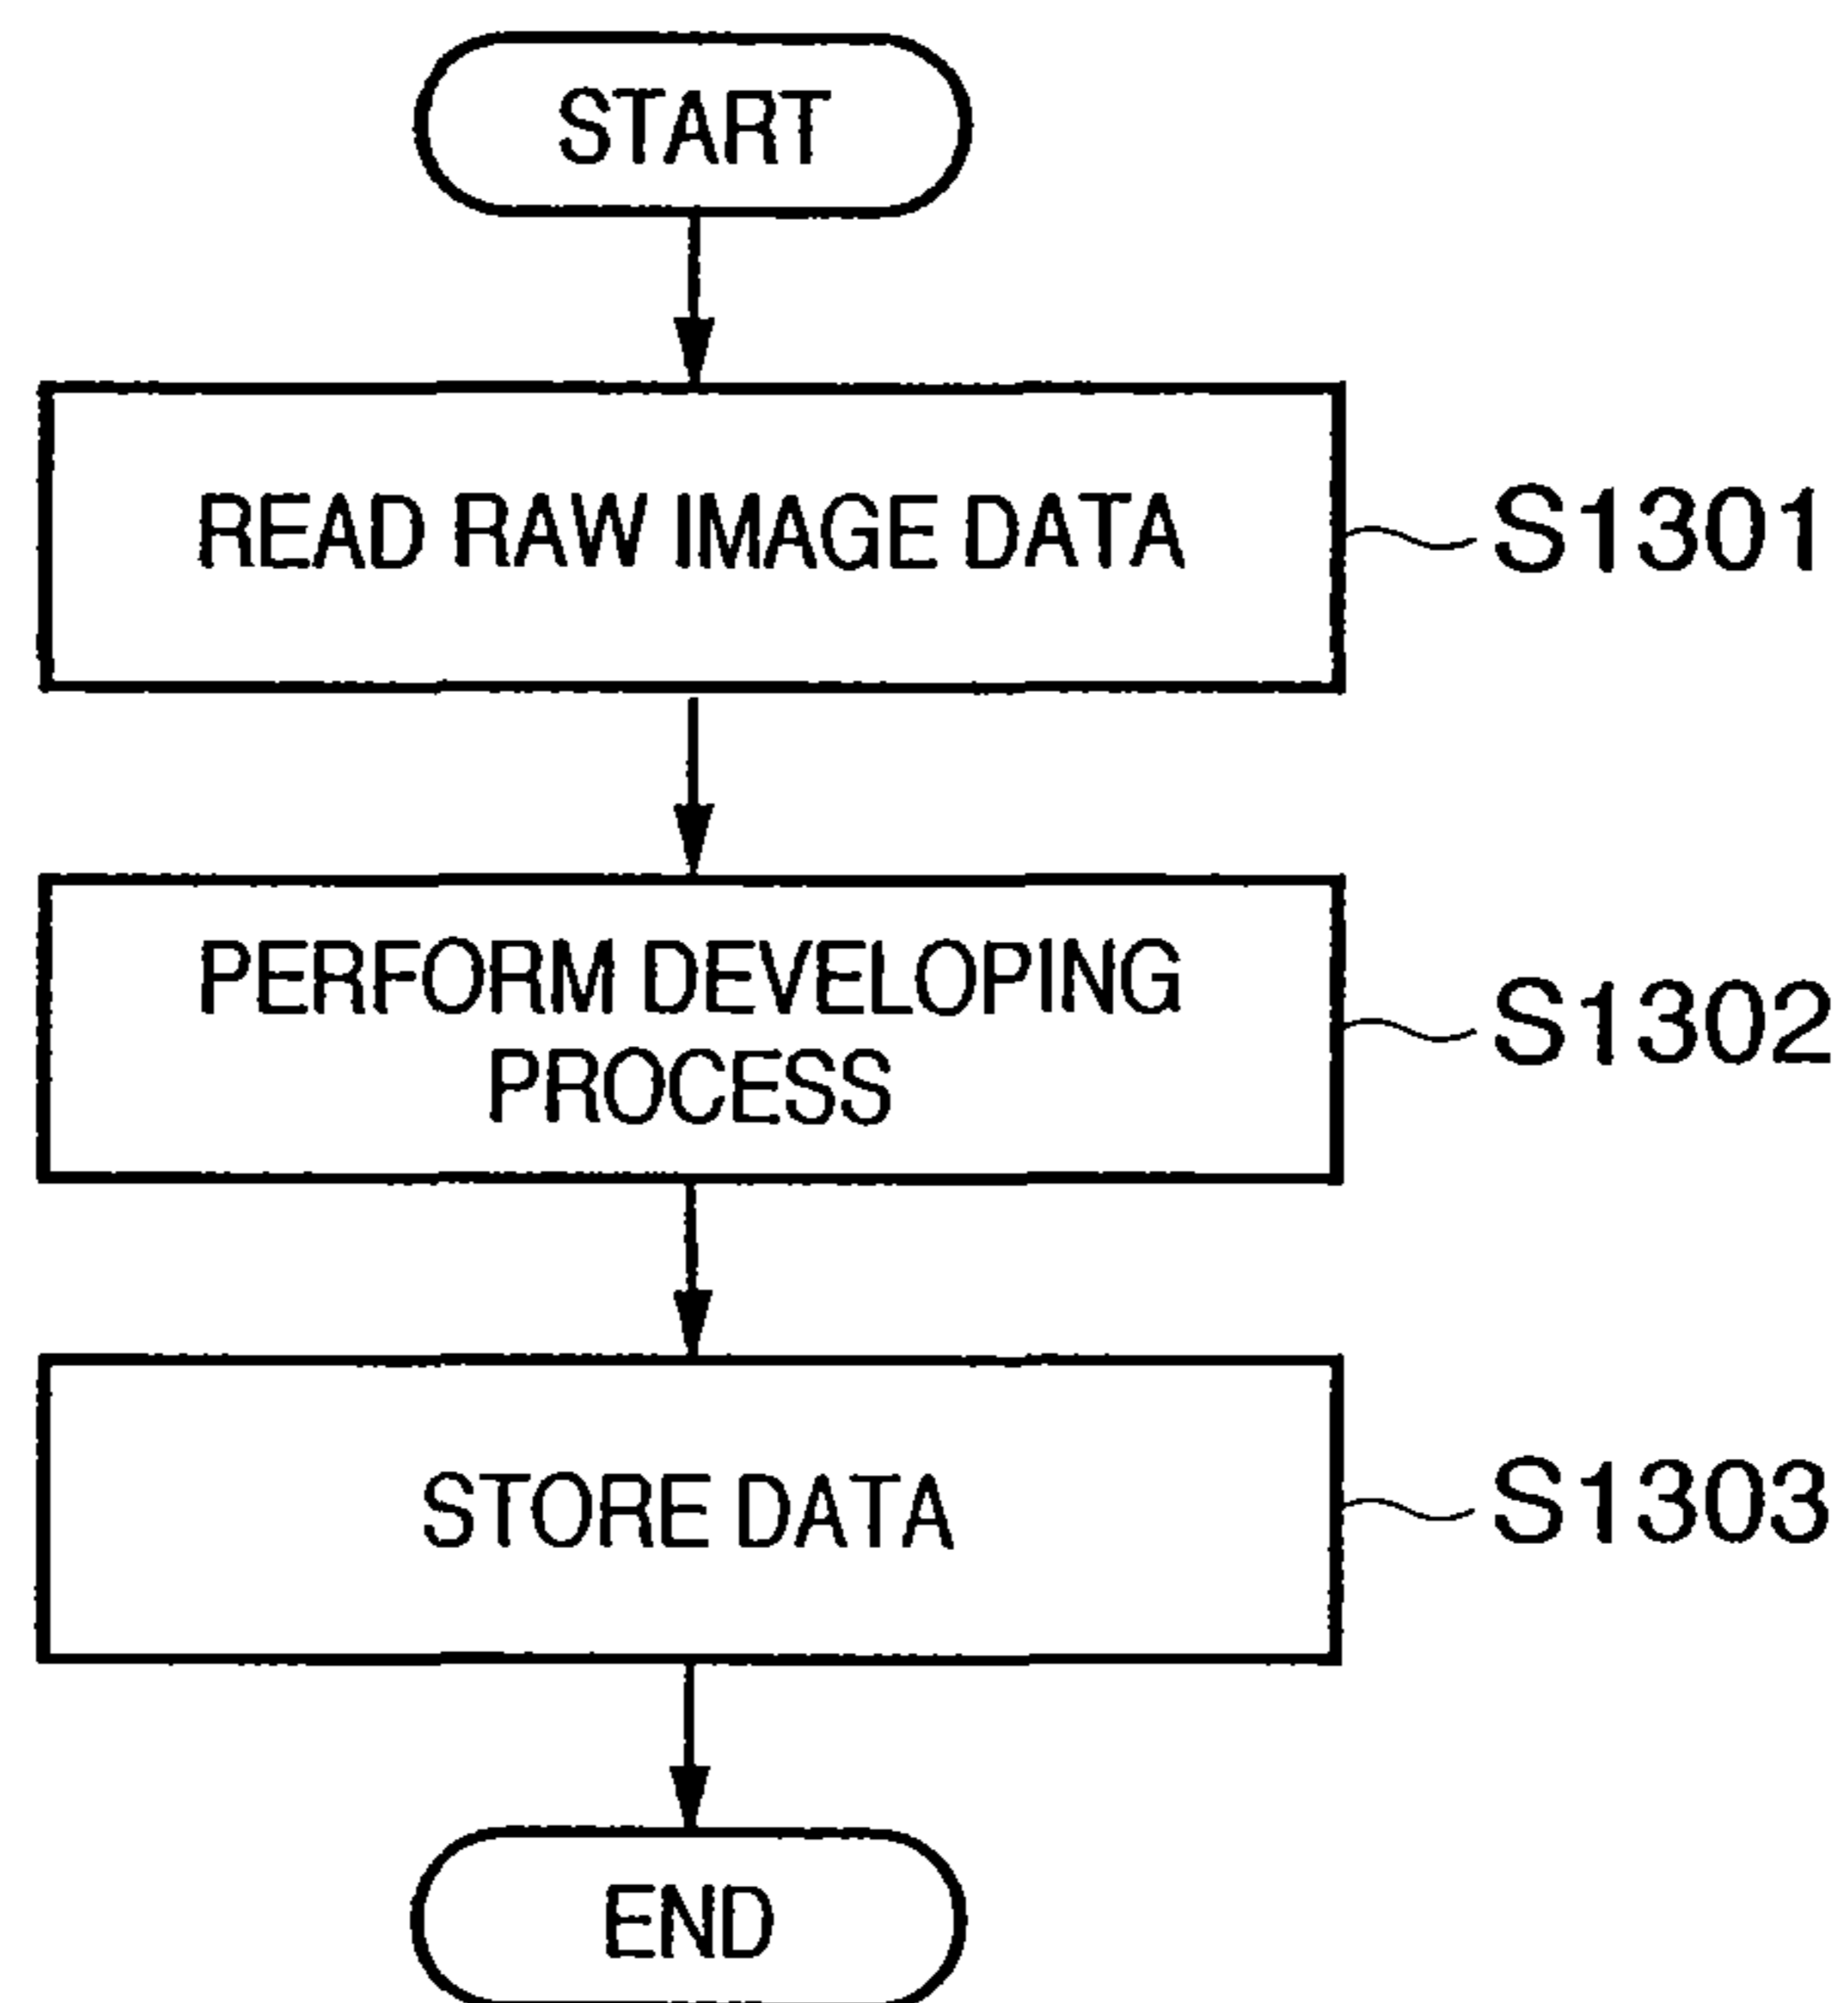 START
READ RAW IMAGE DATA
S1301
PERFORM DEVELOPING
PROCESS
S1302
STORE DATA
S1303
END